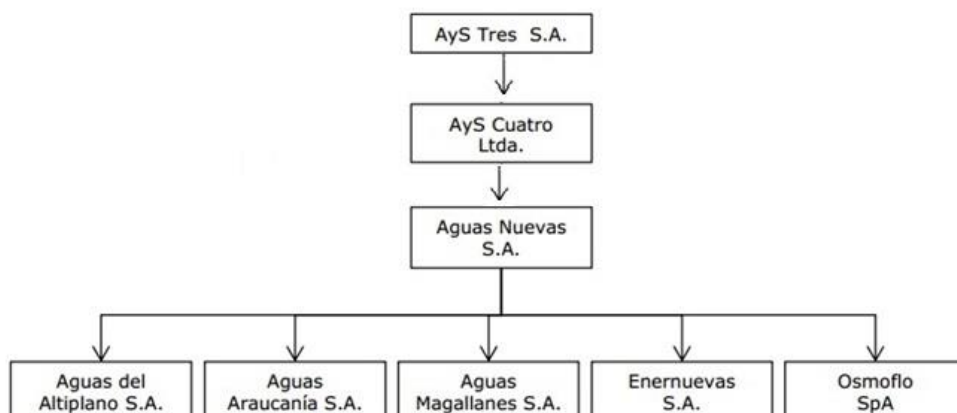 AyS Tres S.A.
AyS Cuatro
Ltda.
Aguas Nuevas
S.A.
Aguas del
Altiplano S.A.
Aguas
Araucanía S.A.
Aguas
Magallanes S.A.
Enernuevas
S.A.
Osmoflo
SpA